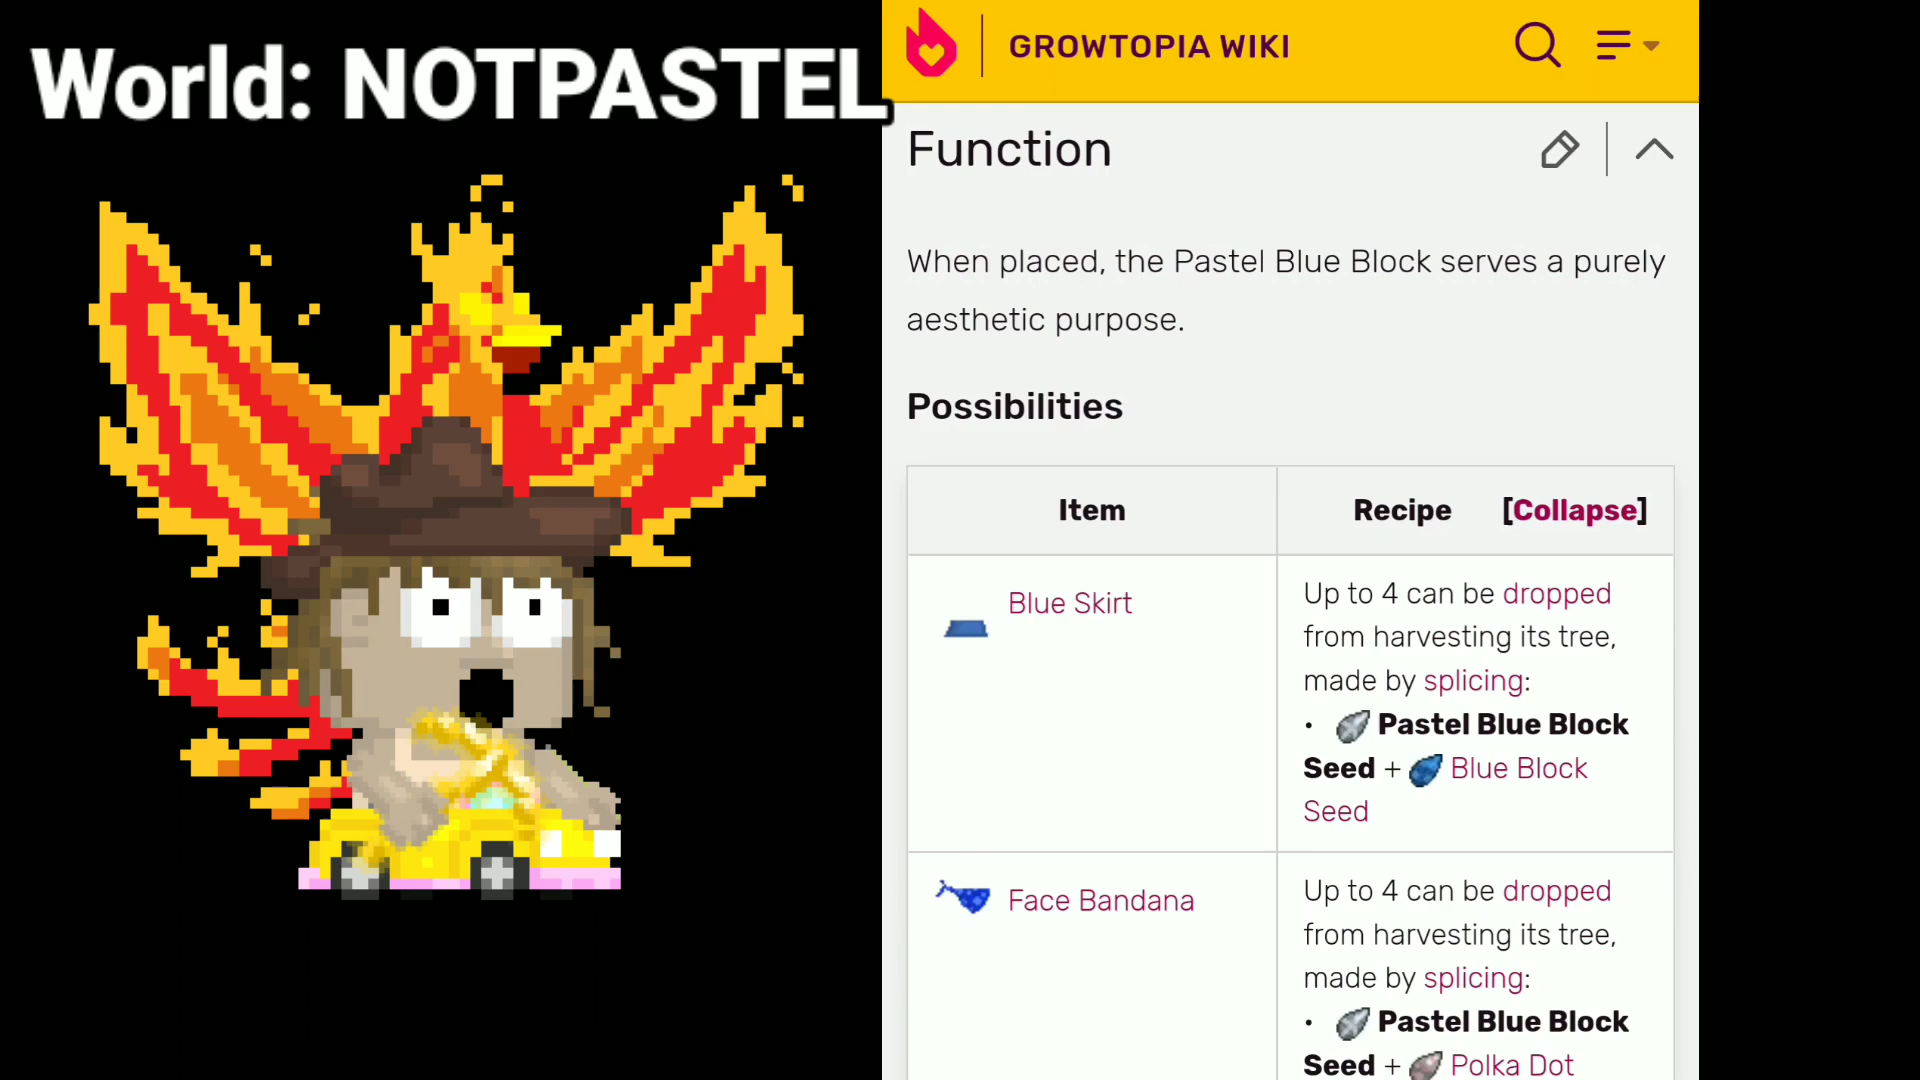 World: NOTPASTEL
GROWTOPIA WIKI
Function
When placed, the Pastel Blue Block serves a purely
aesthetic purpose.
Possibilities
Item
Recipe [Collapse]
Blue Skirt
Up to 4 can be dropped
from harvesting its tree,
made by splicing:
• Pastel Blue Block
Seed + Blue Block
Seed
Face Bandana
Up to 4 can be dropped
from harvesting its tree,
made by splicing:
• Pastel Blue Block
Seed + Polka Dot